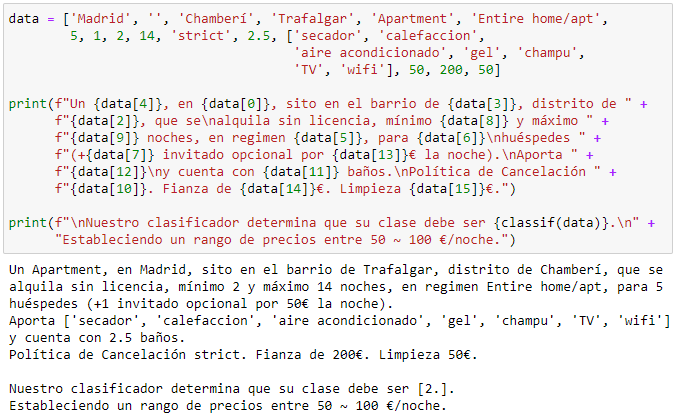 data = ['Madrid', '', 'Chamberí', 'Trafalgar', 'Apartment', 'Entire home/apt',
        5, 1, 2, 14, 'strict', 2.5, ['secador', 'calefaccion',
                                     'aire acondicionado', 'gel', 'champu',
                                     'TV', 'wifi'], 50, 200, 50]
print(f"Un {data[4]}, en {data[0]}, sito en el barrio de {data[3]}, distrito de " +
      f"{data[2]}, que se\nalquila sin licencia, mínimo {data[8]} y máximo " +
      f"{data[9]} noches, en regimen {data[5]}, para {data[6]}\nhuéspedes " +
      f"(+{data[7]} invitado opcional por {data[13]}€ la noche).\nAporta " +
      f"{data[12]}\ny cuenta con {data[11]} baños.\nPolítica de Cancelación " +
      f"{data[10]}. Fianza de {data[14]}€. Limpieza {data[15]}€.")
print(f"\nNuestro clasificador determina que su clase debe ser {classif(data)}.\n" +
      "Estableciendo un rango de precios entre 50 ~ 100 €/noche.")
Un Apartment, en Madrid, sito en el barrio de Trafalgar, distrito de Chamberí, que se
alquila sin licencia, mínimo 2 y máximo 14 noches, en regimen Entire home/apt, para 5
huéspedes (+1 invitado opcional por 50€ la noche).
Aporta ['secador', 'calefaccion', 'aire acondicionado', 'gel', 'champu', 'TV', 'wifi']
y cuenta con 2.5 baños.
Política de Cancelación strict. Fianza de 200€. Limpieza 50€.
Nuestro clasificador determina que su clase debe ser [2.].
Estableciendo un rango de precios entre 50 ~ 100 €/noche.